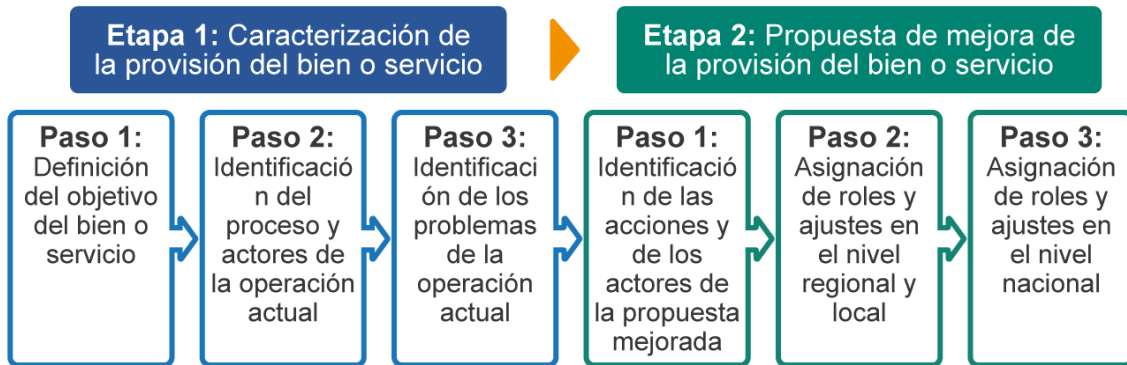 Etapa 1: Caracterización de
la provisión del bien o servicio
Etapa 2: Propuesta de mejora de
la provisión del bien o servicio
Paso 1:
Definición
del objetivo
del bien o
servicio
Paso 2:
Identificació
n del
proceso y
actores de
la operación
actual
Paso 3:
Identificaci
ón de los
problemas
de la
operación
actual
Paso 1:
Identificació
n de las
acciones y
de los
actores de
la propuesta
mejorada
Paso 2:
Asignación
de roles y
ajustes en
el nivel
regional y
local
Paso 3:
Asignación
de roles y
ajustes en
el nivel
nacional